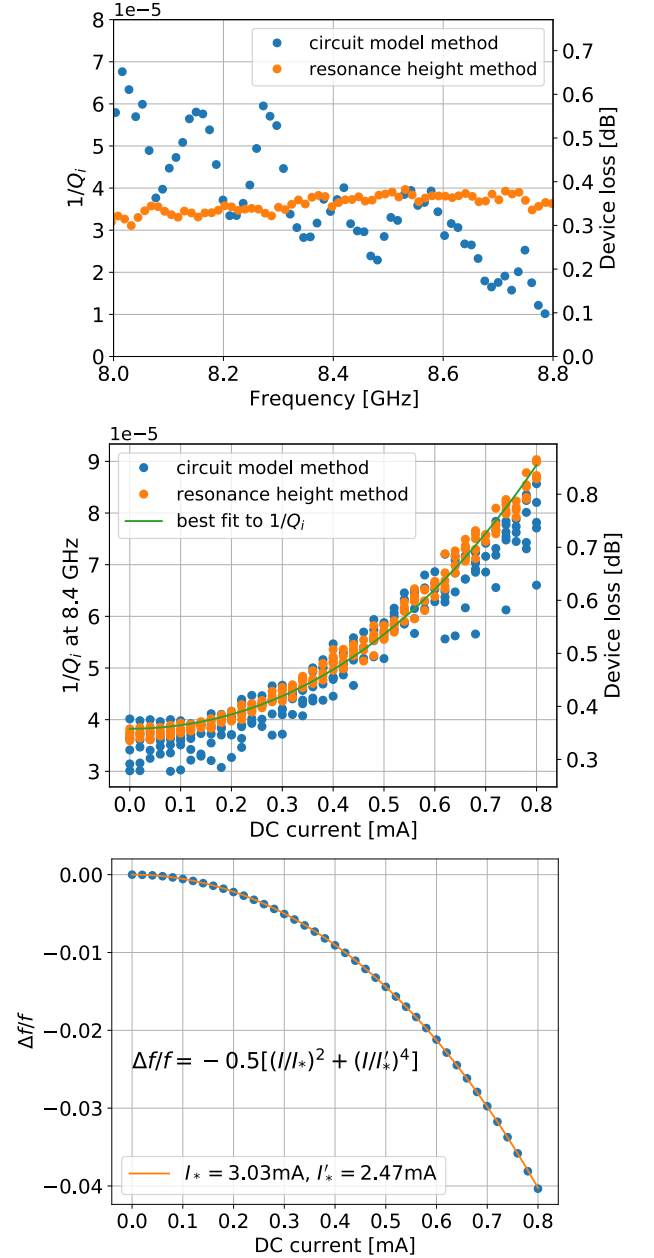 1e−5
8
7
6
5
4
3
2
1
0
1/Q_i
circuit model method
resonance height method
0.7
0.6
0.5
0.4
0.3
0.2
0.1
0.0
Device loss [dB]
8.0 8.2 8.4 8.6 8.8
Frequency [GHz]
1e−5
9
8
7
6
5
4
3
1/Q_i at 8.4 GHz
circuit model method
resonance height method
best fit to 1/Q_i
0.8
0.7
0.6
0.5
0.4
0.3
Device loss [dB]
0.0 0.1 0.2 0.3 0.4 0.5 0.6 0.7 0.8
DC current [mA]
0.00
−0.01
−0.02
−0.03
−0.04
Δf/f
Δf/f = −0.5[(I/I_*)^2 + (I/I'_*)^4]
I_* = 3.03mA, I'_* = 2.47mA
0.0 0.1 0.2 0.3 0.4 0.5 0.6 0.7 0.8
DC current [mA]